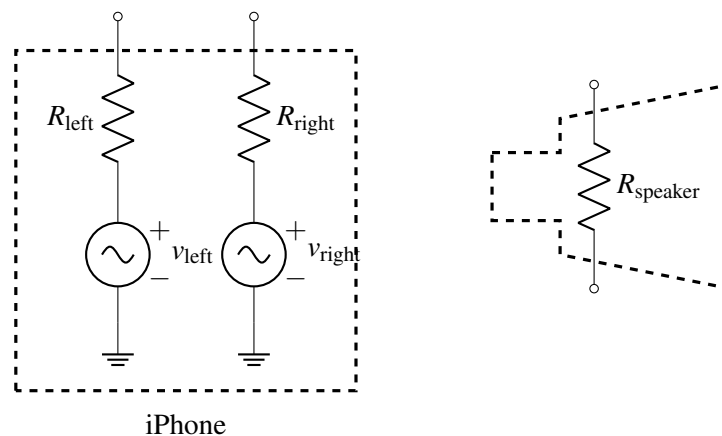 R_left
R_right
R_speaker
+
v_left
−
+
v_right
−
iPhone